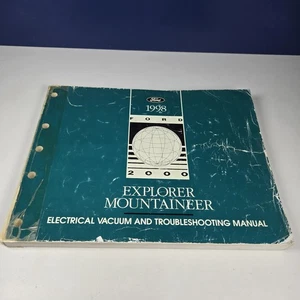 Ford
1998
FORD
2000
EXPLORER
MOUNTAINEER
ELECTRICAL VACUUM AND TROUBLESHOOTING MANUAL